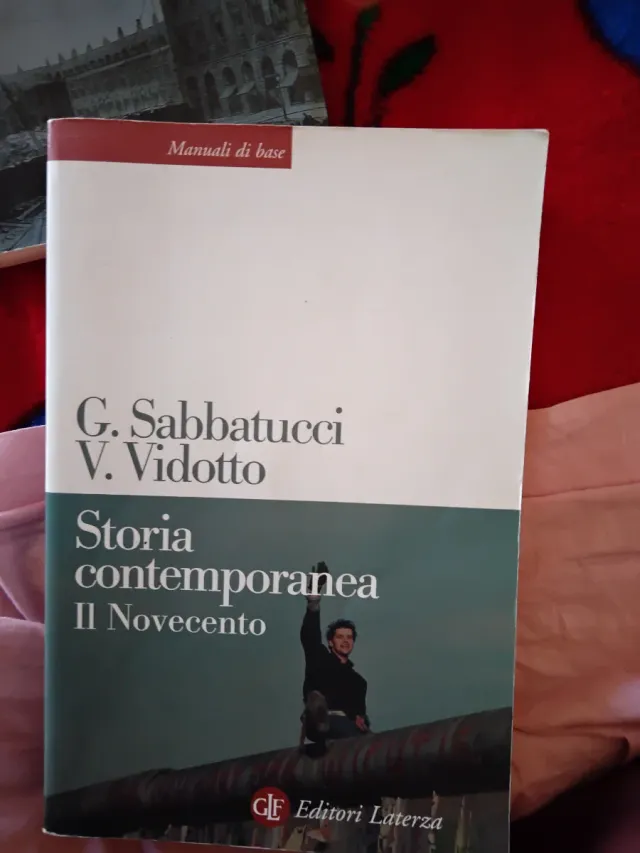 Manuali di base
G. Sabbatucci
V. Vidotto
Storia
contemporanea
Il Novecento
GLF Editori Laterza